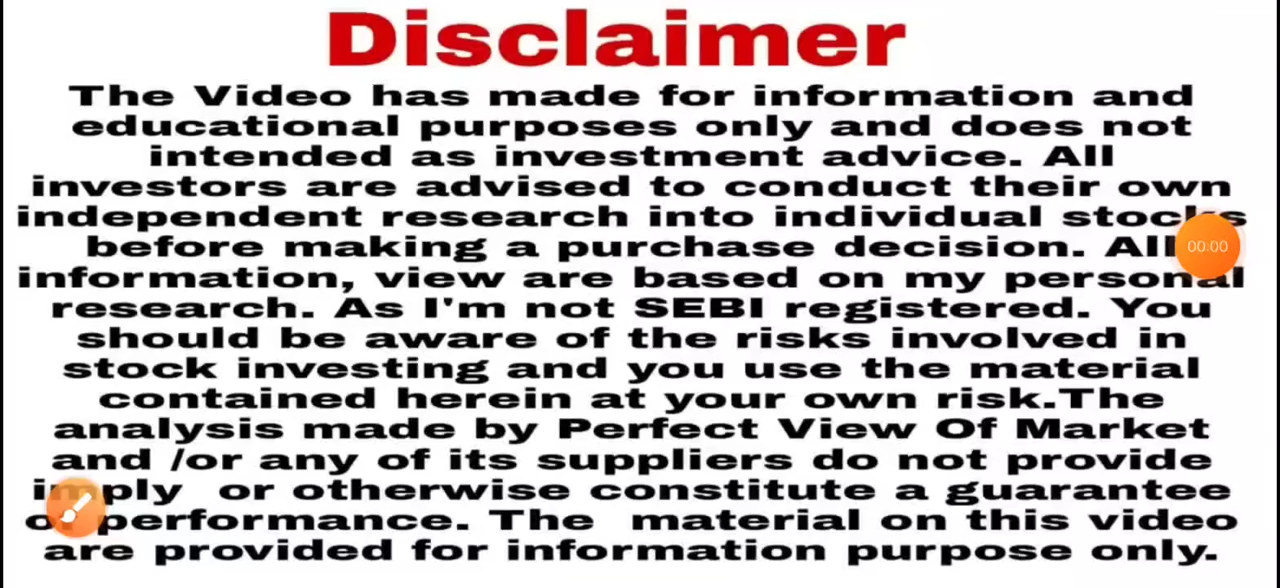 Disclaimer
The Video has made for information and
educational purposes only and does not
intended as investment advice. All
investors are advised to conduct their own
independent research into individual stocks
before making a purchase decision. All
information, view are based on my personal
research. As I'm not SEBI registered. You
should be aware of the risks involved in
stock investing and you use the material
contained herein at your own risk.The
analysis made by Perfect View Of Market
and /or any of its suppliers do not provide
imply or otherwise constitute a guarantee
of performance. The material on this video
are provided for information purpose only.
00:00